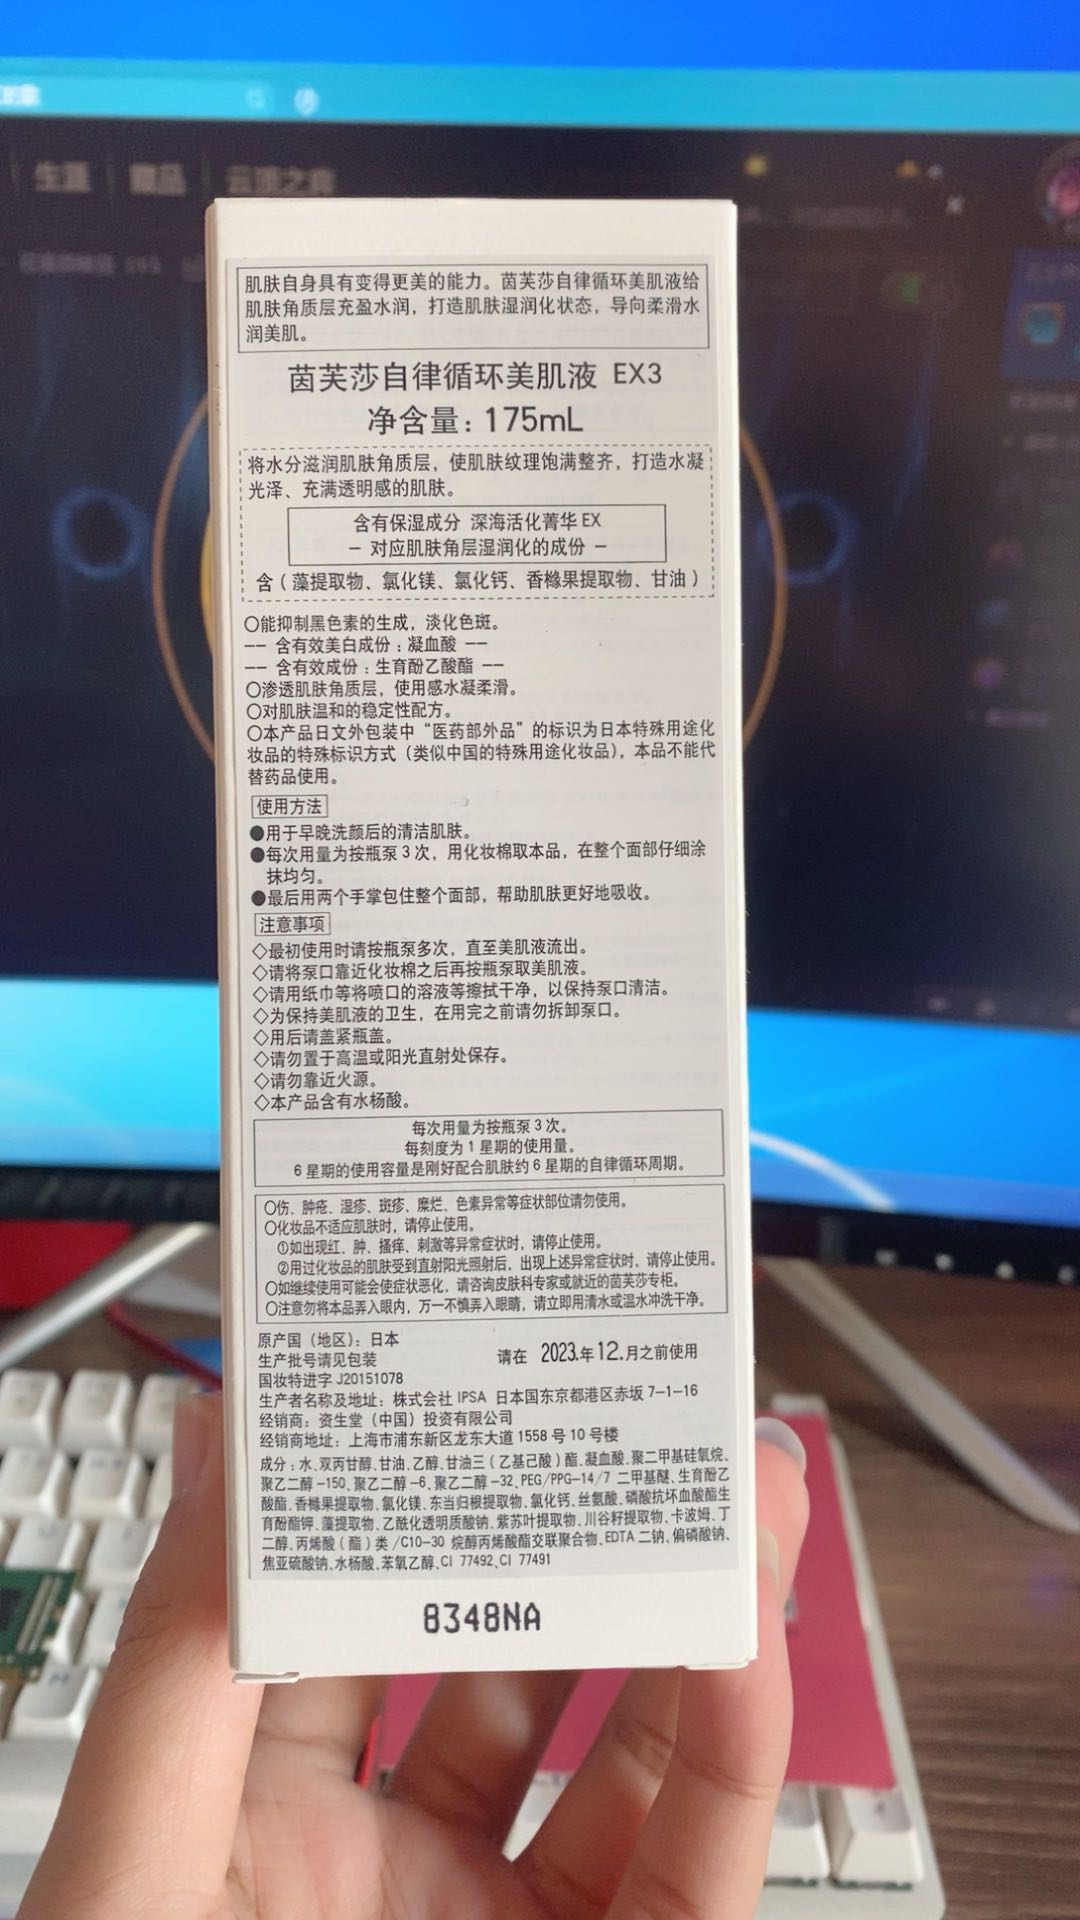 生涯
藏品
云顶之弈
肌肤自身具有变得更美的能力。茵芙莎自律循环美肌液给
肌肤角质层充盈水润，打造肌肤湿润化状态，导向柔滑水
润美肌。
茵芙莎自律循环美肌液 EX3
净含量：175mL
将水分滋润肌肤角质层，使肌肤纹理饱满整齐，打造水凝
光泽、充满透明感的肌肤。
含有保湿成分 深海活化菁华 EX
– 对应肌肤角层湿润化的成份 –
含（藻提取物、氯化镁、氯化钙、香橼果提取物、甘油）
〇能抑制黑色素的生成，淡化色斑。
-- 含有效美白成份：凝血酸 --
-- 含有效成份：生育酚乙酸酯 --
〇渗透肌肤角质层，使用感水凝柔滑。
〇对肌肤温和的稳定性配方。
〇本产品日文外包装中“医药部外品”的标识为日本特殊用途化
妆品的特殊标识方式（类似中国的特殊用途化妆品），本品不能代
替药品使用。
使用方法
●用于早晚洗颜后的清洁肌肤。
●每次用量为按瓶泵 3 次，用化妆棉取本品，在整个面部仔细涂
抹均匀。
●最后用两个手掌包住整个面部，帮助肌肤更好地吸收。
注意事项
◇最初使用时请按瓶泵多次，直至美肌液流出。
◇请将泵口靠近化妆棉之后再按瓶泵取美肌液。
◇请用纸巾等将喷口的溶液等擦拭干净，以保持泵口清洁。
◇为保持美肌液的卫生，在用完之前请勿拆卸泵口。
◇用后请盖紧瓶盖。
◇请勿置于高温或阳光直射处保存。
◇请勿靠近火源。
◇本产品含有水杨酸。
每次用量为按瓶泵 3 次。
每刻度为 1 星期的使用量。
6 星期的使用容量是刚好配合肌肤约 6 星期的自律循环周期。
〇伤、肿疮、湿疹、斑疹、糜烂、色素异常等症状部位请勿使用。
〇化妆品不适应肌肤时，请停止使用。
①如出现红、肿、搔痒、刺激等异常症状时，请停止使用。
②用过化妆品的肌肤受到直射阳光照射后，出现上述异常症状时，请停止使用。
〇如继续使用可能会使症状恶化，请咨询皮肤科专家或就近的茵芙莎专柜。
〇注意勿将本品弄入眼内，万一不慎弄入眼睛，请立即用清水或温水冲洗干净。
原产国（地区）：日本
生产批号请见包装
请在 2023.年12.月之前使用
国妆特进字 J20151078
生产者名称及地址：株式会社 IPSA 日本国东京都港区赤坂 7-1-16
经销商：资生堂（中国）投资有限公司
经销商地址：上海市浦东新区龙东大道 1558 号 10 号楼
成分：水、双丙甘醇、甘油、乙醇、甘油三（乙基己酸）酯、凝血酸、聚二甲基硅氧烷、
聚乙二醇-150、聚乙二醇-6、聚乙二醇-32、PEG/PPG-14/7 二甲基醚、生育酚乙
酸酯、香橼果提取物、氯化镁、东当归根提取物、氯化钙、丝氨酸、磷酸抗坏血酸酯生
育酚酯钾、藻提取物、乙酰化透明质酸钠、紫苏叶提取物、川谷籽提取物、卡波姆、丁
二醇、丙烯酸（酯）类/C10-30 烷醇丙烯酸酯交联聚合物、EDTA 二钠、偏磷酸钠、
焦亚硫酸钠、水杨酸、苯氧乙醇、CI 77492、CI 77491
8348NA